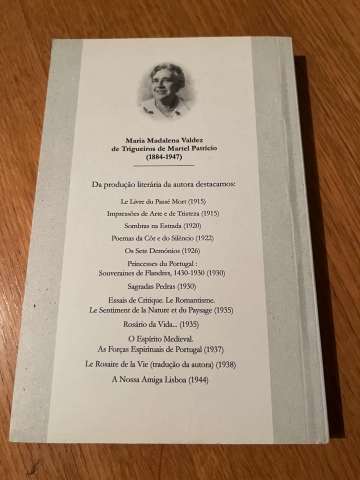 Maria Madalena Valdez
de Trigueiros de Martel Patrício
(1884-1947)
Da produção literária da autora destacamos:
Le Livre du Passé Mort (1915)
Impressões de Arte e de Tristeza (1915)
Sombras na Estrada (1920)
Poemas da Côr e do Silêncio (1922)
Os Sete Demónios (1926)
Princesses du Portugal :
Souveraines de Flandres, 1430-1930 (1930)
Sagradas Pedras (1930)
Essais de Critique. Le Romantisme.
Le Sentiment de la Nature et du Paysage (1935)
Rosário da Vida... (1935)
O Espírito Medieval.
As Forças Espirituais de Portugal (1937)
Le Rosaire de la Vie (tradução da autora) (1938)
A Nossa Amiga Lisboa (1944)